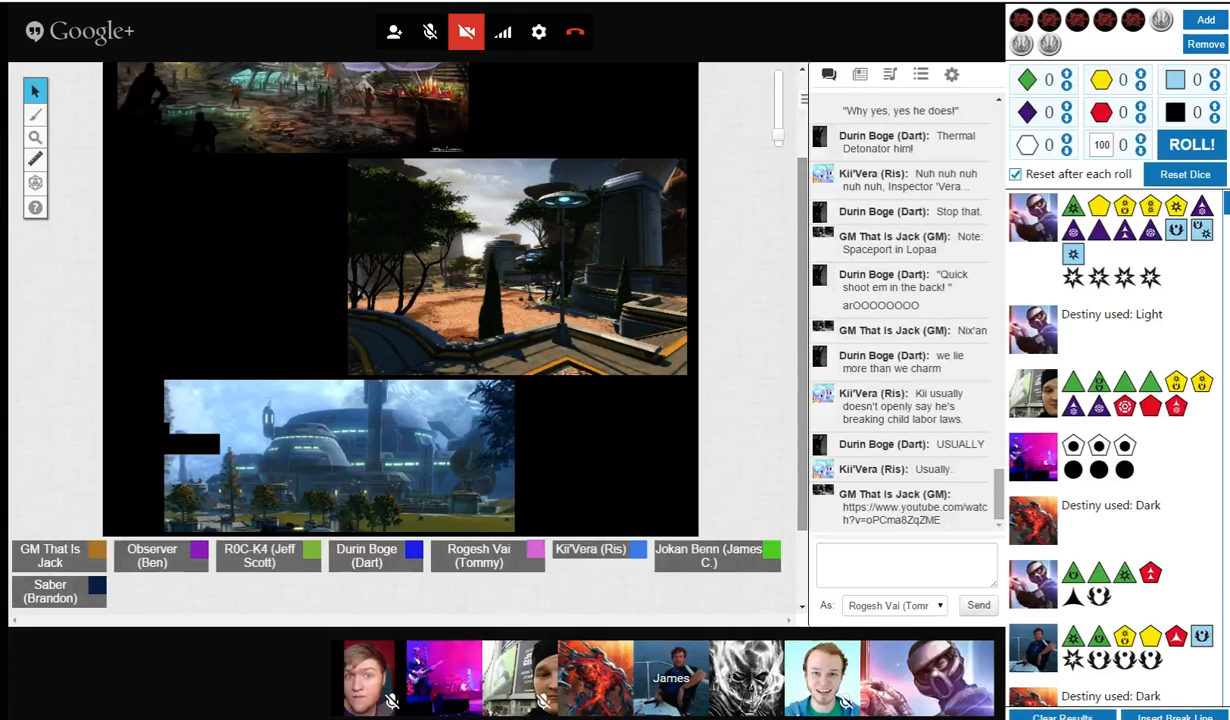 Google+
Add
Remove
0
0
0
0
0
0
0
100
0
ROLL!
Reset after each roll
Reset Dice
"Why yes, yes he does!"
Durin Boge (Dart): Thermal
Detonator him!
Kii'Vera (Ris): Nuh nuh nuh
nuh nuh, Inspector 'Vera...
Durin Boge (Dart): Stop that.
GM That Is Jack (GM): Note:
Spaceport in Lopaa
Durin Boge (Dart): "Quick
shoot em in the back! "
arOOOOOOOO
GM That Is Jack (GM): Nix'an
Durin Boge (Dart): we lie
more than we charm
Kii'Vera (Ris): Kii usually
doesn't openly say he's
breaking child labor laws.
Durin Boge (Dart): USUALLY
Kii'Vera (Ris): Usually.
GM That Is Jack (GM):
https://www.youtube.com/watc
h?v=oPCma8ZqZME
As:
Rogesh Vai (Tomr
Send
Destiny used: Light
Destiny used: Dark
Destiny used: Dark
Clear Results
Insert Break Line
GM That Is
Jack
Observer
(Ben)
R0C-K4 (Jeff
Scott)
Durin Boge
(Dart)
Rogesh Vai
(Tommy)
Kii'Vera (Ris)
Jokan Benn (James
C.)
Saber
(Brandon)
James